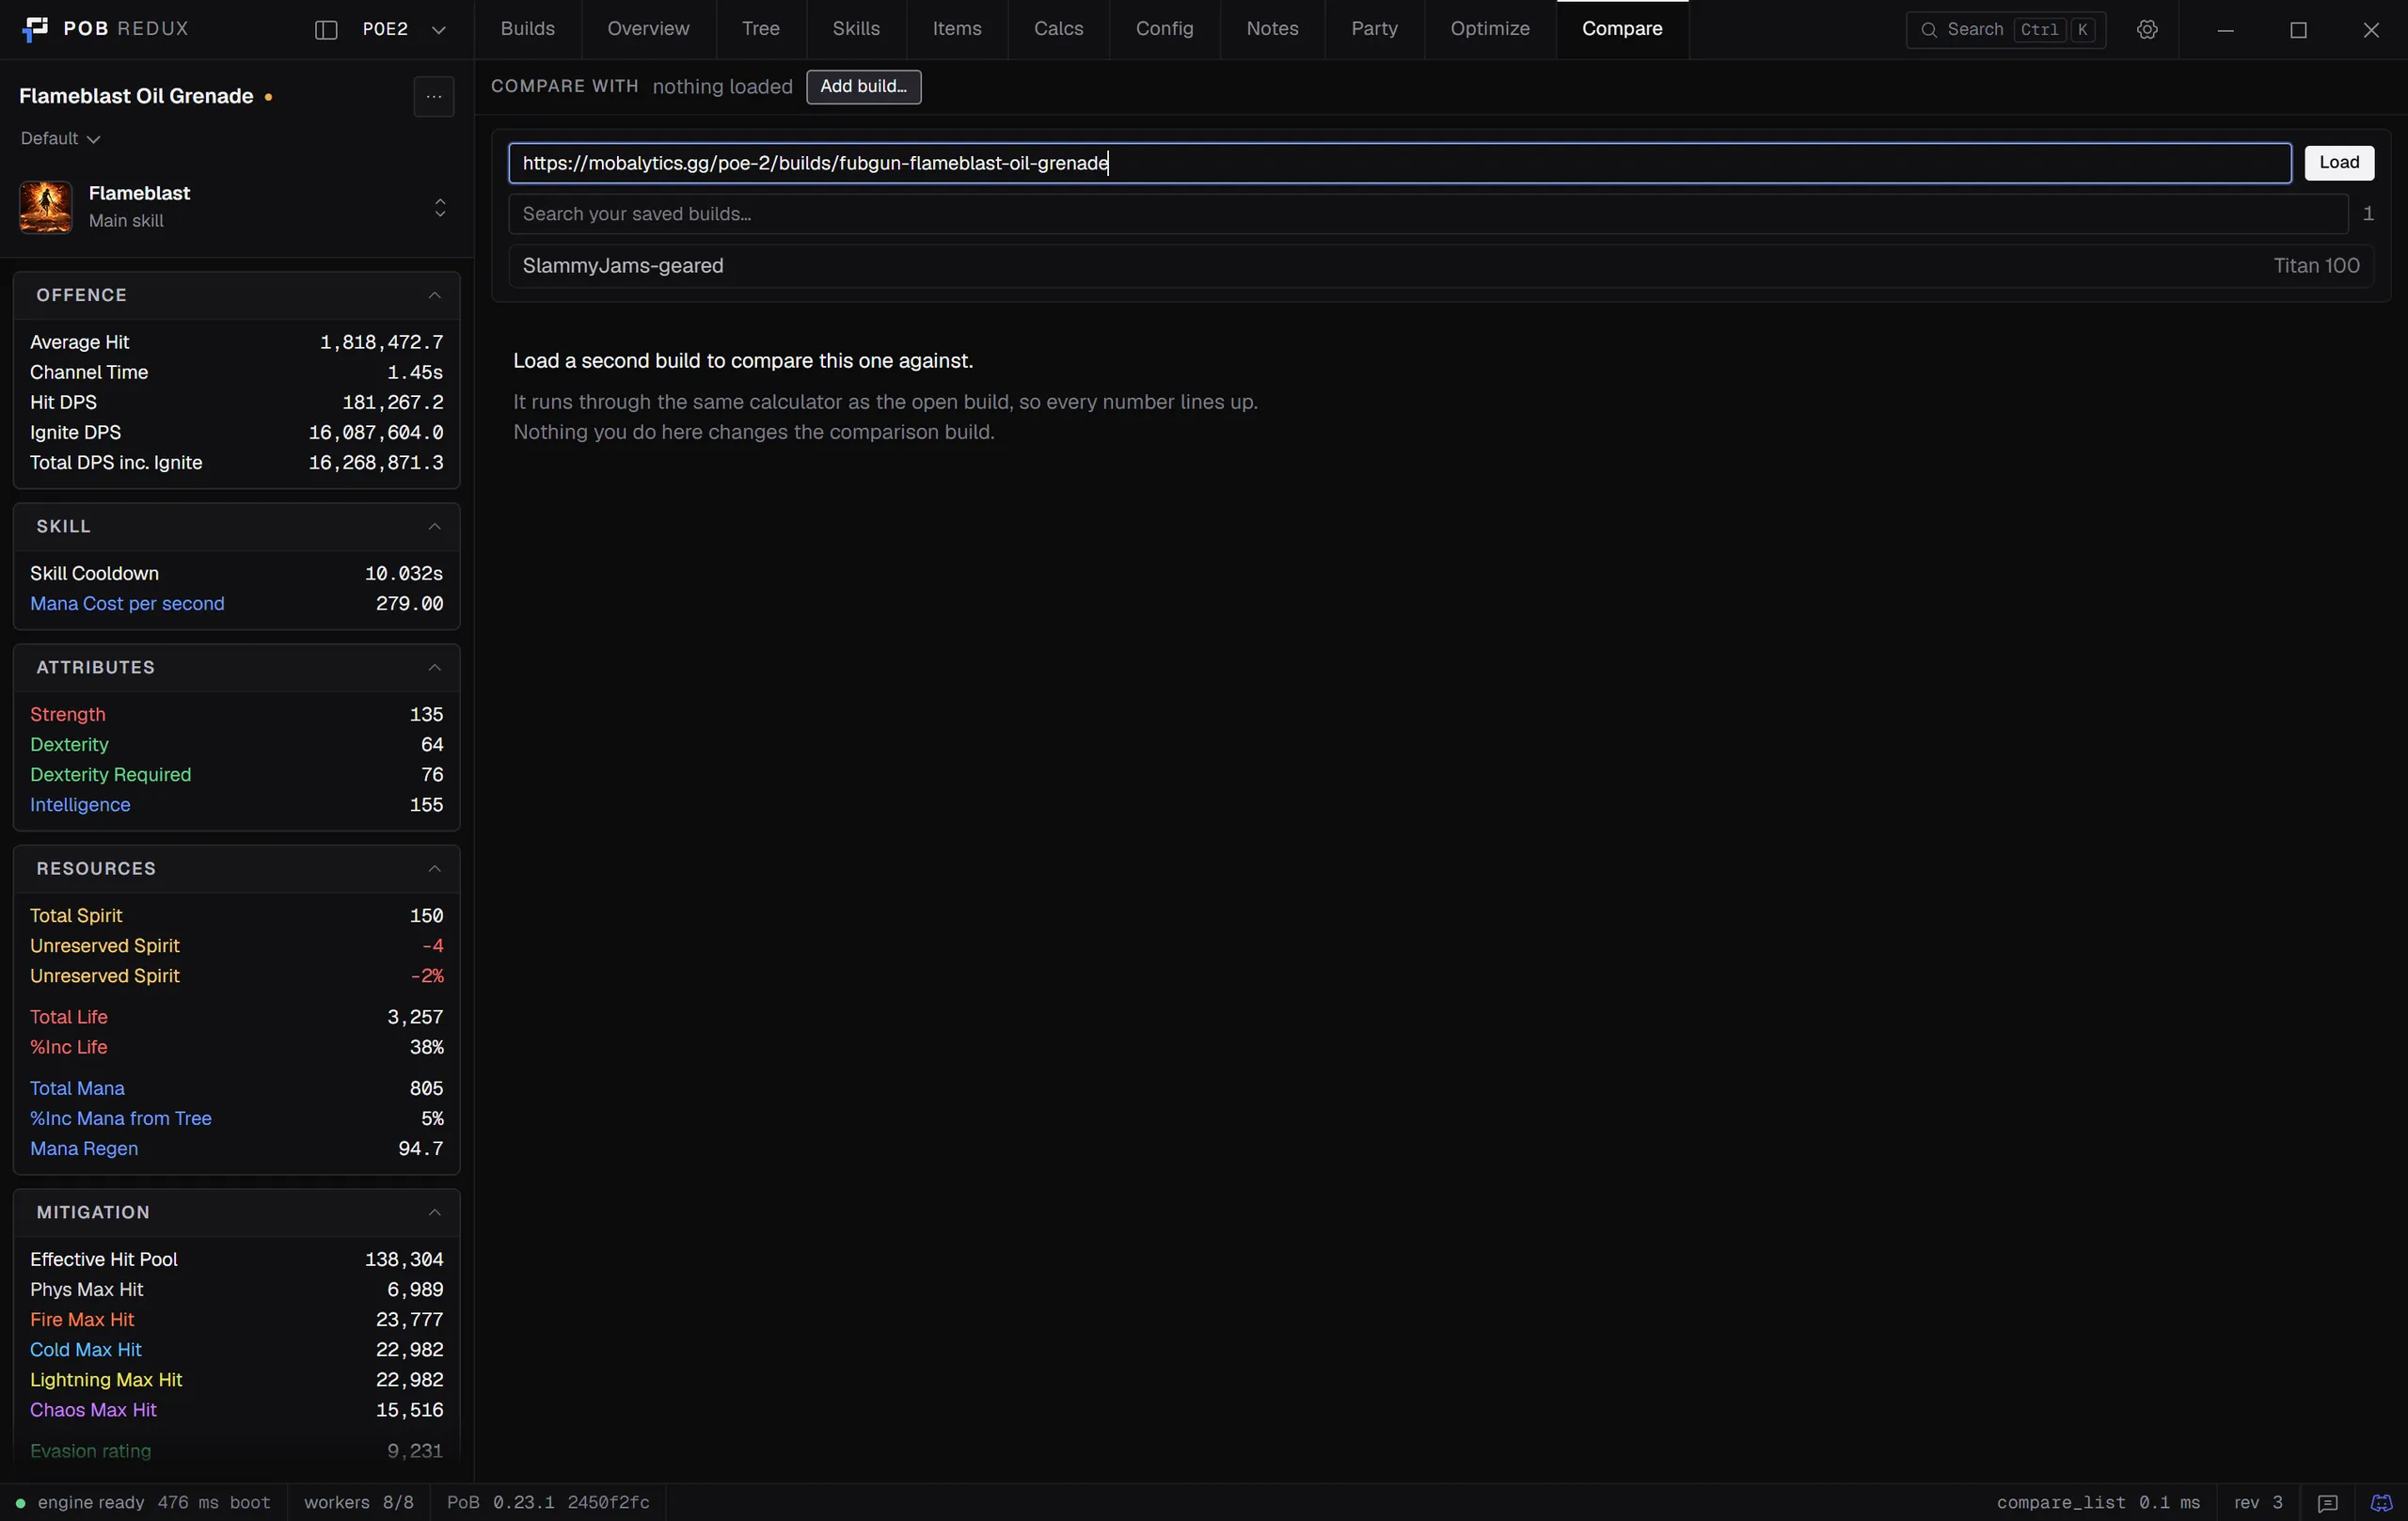 POB REDUX
POE2
Builds
Overview
Tree
Skills
Items
Calcs
Config
Notes
Party
Optimize
Compare
Search Ctrl K
Flameblast Oil Grenade
...
Default
Flameblast
Main skill
OFFENCE
Average Hit 1,818,472.7
Channel Time 1.45s
Hit DPS 181,267.2
Ignite DPS 16,087,604.0
Total DPS inc. Ignite 16,268,871.3
SKILL
Skill Cooldown 10.032s
Mana Cost per second 279.00
ATTRIBUTES
Strength 135
Dexterity 64
Dexterity Required 76
Intelligence 155
RESOURCES
Total Spirit 150
Unreserved Spirit -4
Unreserved Spirit -2%
Total Life 3,257
%Inc Life 38%
Total Mana 805
%Inc Mana from Tree 5%
Mana Regen 94.7
MITIGATION
Effective Hit Pool 138,304
Phys Max Hit 6,989
Fire Max Hit 23,777
Cold Max Hit 22,982
Lightning Max Hit 22,982
Chaos Max Hit 15,516
Evasion rating 9,231
COMPARE WITH nothing loaded Add build...
https://mobalytics.gg/poe-2/builds/fubgun-flameblast-oil-grenade Load
Search your saved builds... 1
SlammyJams-geared Titan 100
Load a second build to compare this one against.
It runs through the same calculator as the open build, so every number lines up.
Nothing you do here changes the comparison build.
engine ready 476 ms boot
workers 8/8
PoB 0.23.1 2450f2fc
compare_list 0.1 ms
rev 3